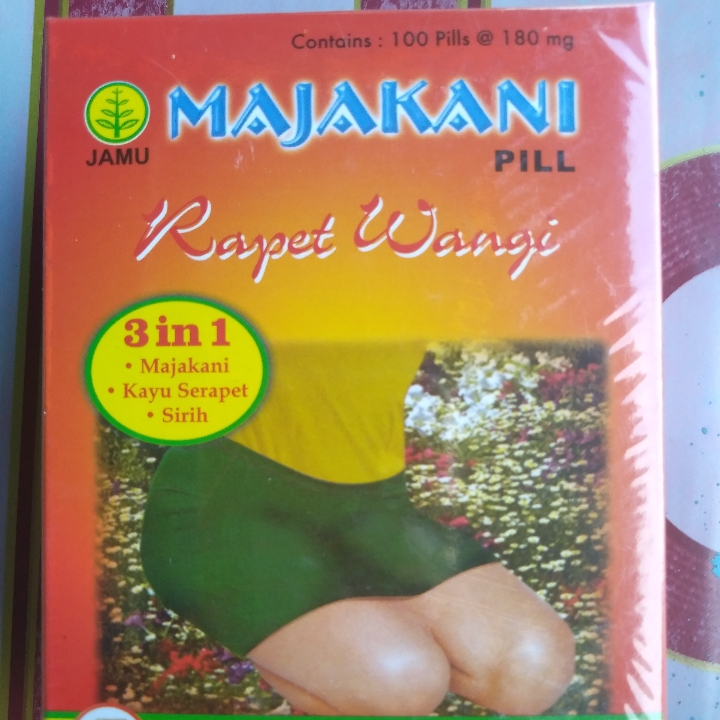 Contains : 100 Pills @ 180 mg
MAJAKANI
JAMU
PILL
Rapet Wangi
3 in 1
• Majakani
• Kayu Serapet
• Sirih